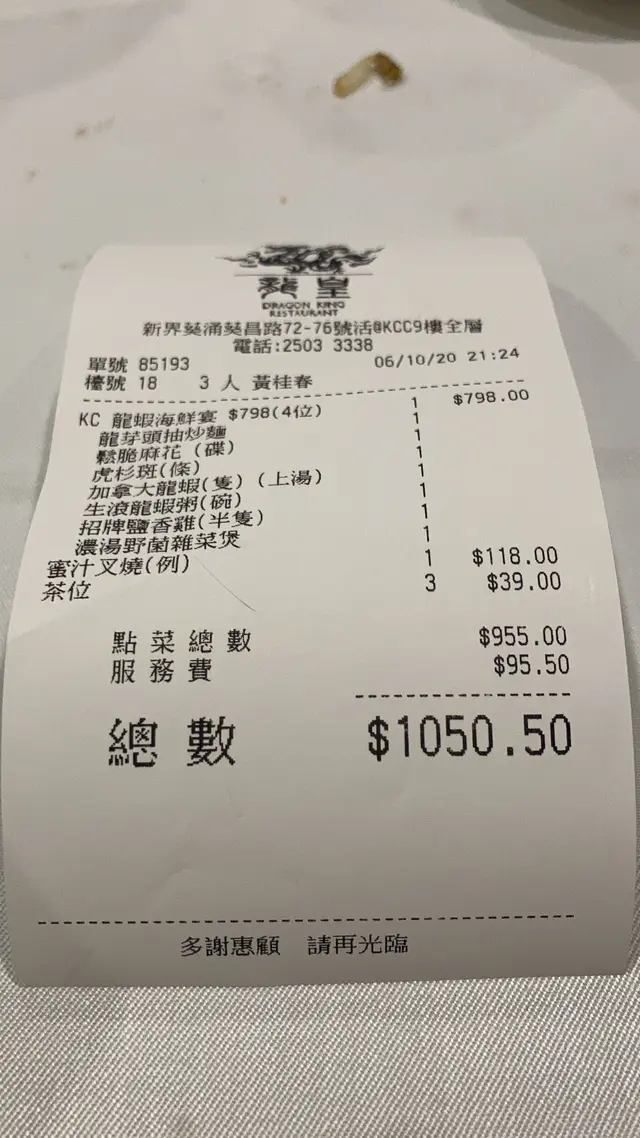 龍皇
DRAGON KING
RESTAURANT
新界葵涌葵昌路72-76號活@KCC9樓全層
電話:2503 3338
單號 85193 06/10/20 21:24
檯號 18 3 人 黃桂春
KC 龍蝦海鮮宴 $798(4位) 1 $798.00
龍芽頭抽炒麵 1
鬆脆麻花 (碟) 1
虎杉斑(條) 1
加拿大龍蝦(隻) (上湯) 1
生滾龍蝦粥(碗) 1
招牌鹽香雞(半隻) 1
濃湯野菌雜菜煲 1
蜜汁叉燒(例) 1 $118.00
茶位 3 $39.00
點菜總數 $955.00
服務費 $95.50
總數 $1050.50
多謝惠顧 請再光臨